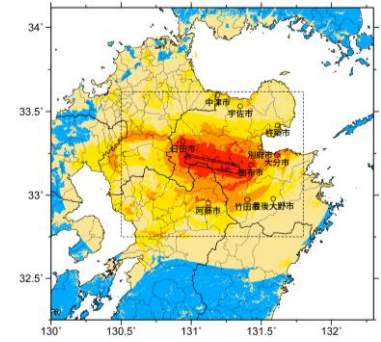 34˚
33.5˚
33˚
32.5˚
130˚
130.5˚
131˚
131.5˚
132˚
中津市
宇佐市
杵築市
日田市
別府市
大分市
由布市
竹田市
豊後大野市
阿蘇市